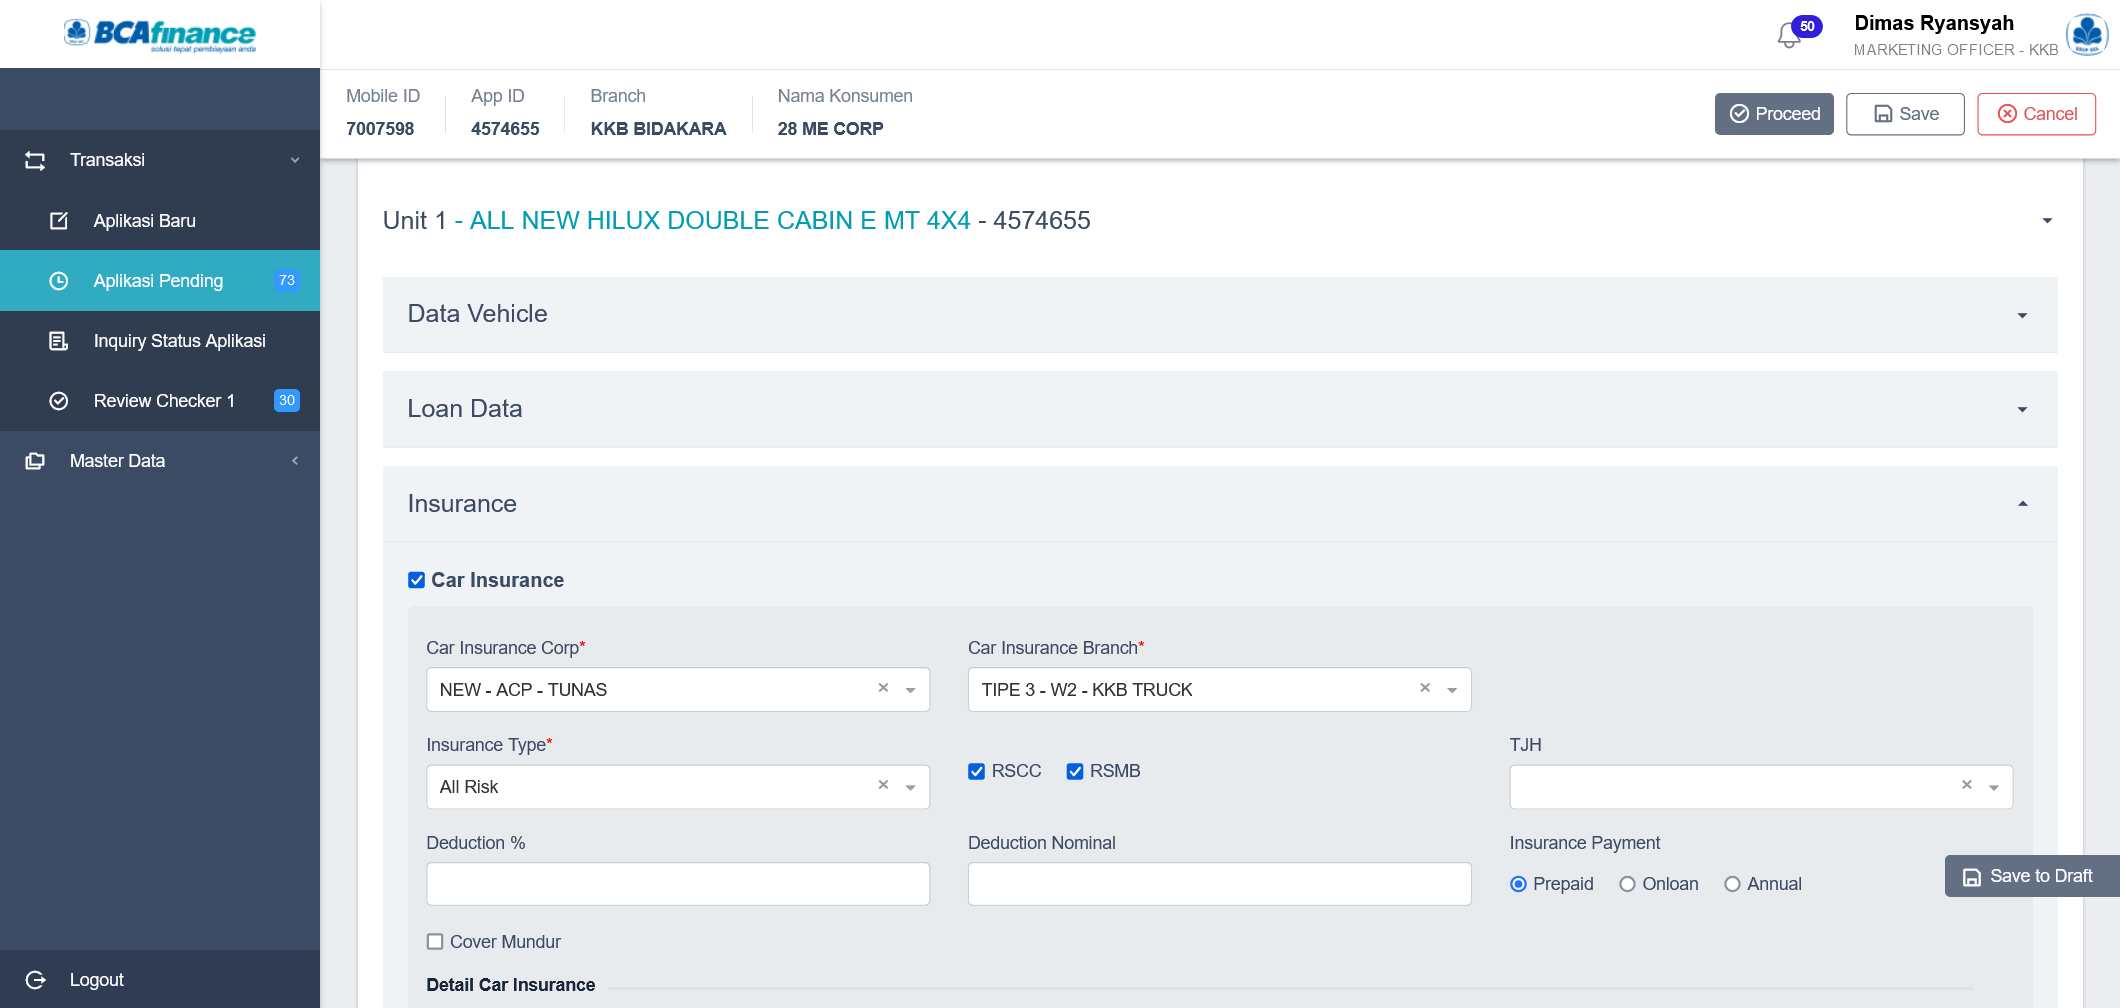 BCAfinance
solusi tepat pembiayaan anda
50
Dimas Ryansyah
MARKETING OFFICER - KKB
Mobile ID
7007598
App ID
4574655
Branch
KKB BIDAKARA
Nama Konsumen
28 ME CORP
Proceed
Save
Cancel
Transaksi
Aplikasi Baru
Aplikasi Pending
73
Inquiry Status Aplikasi
Review Checker 1
30
Master Data
Logout
Unit 1 - ALL NEW HILUX DOUBLE CABIN E MT 4X4 - 4574655
Data Vehicle
Loan Data
Insurance
Car Insurance
Car Insurance Corp*
NEW - ACP - TUNAS
Car Insurance Branch*
TIPE 3 - W2 - KKB TRUCK
Insurance Type*
All Risk
RSCC
RSMB
TJH
Deduction %
Deduction Nominal
Insurance Payment
Prepaid
Onloan
Annual
Save to Draft
Cover Mundur
Detail Car Insurance